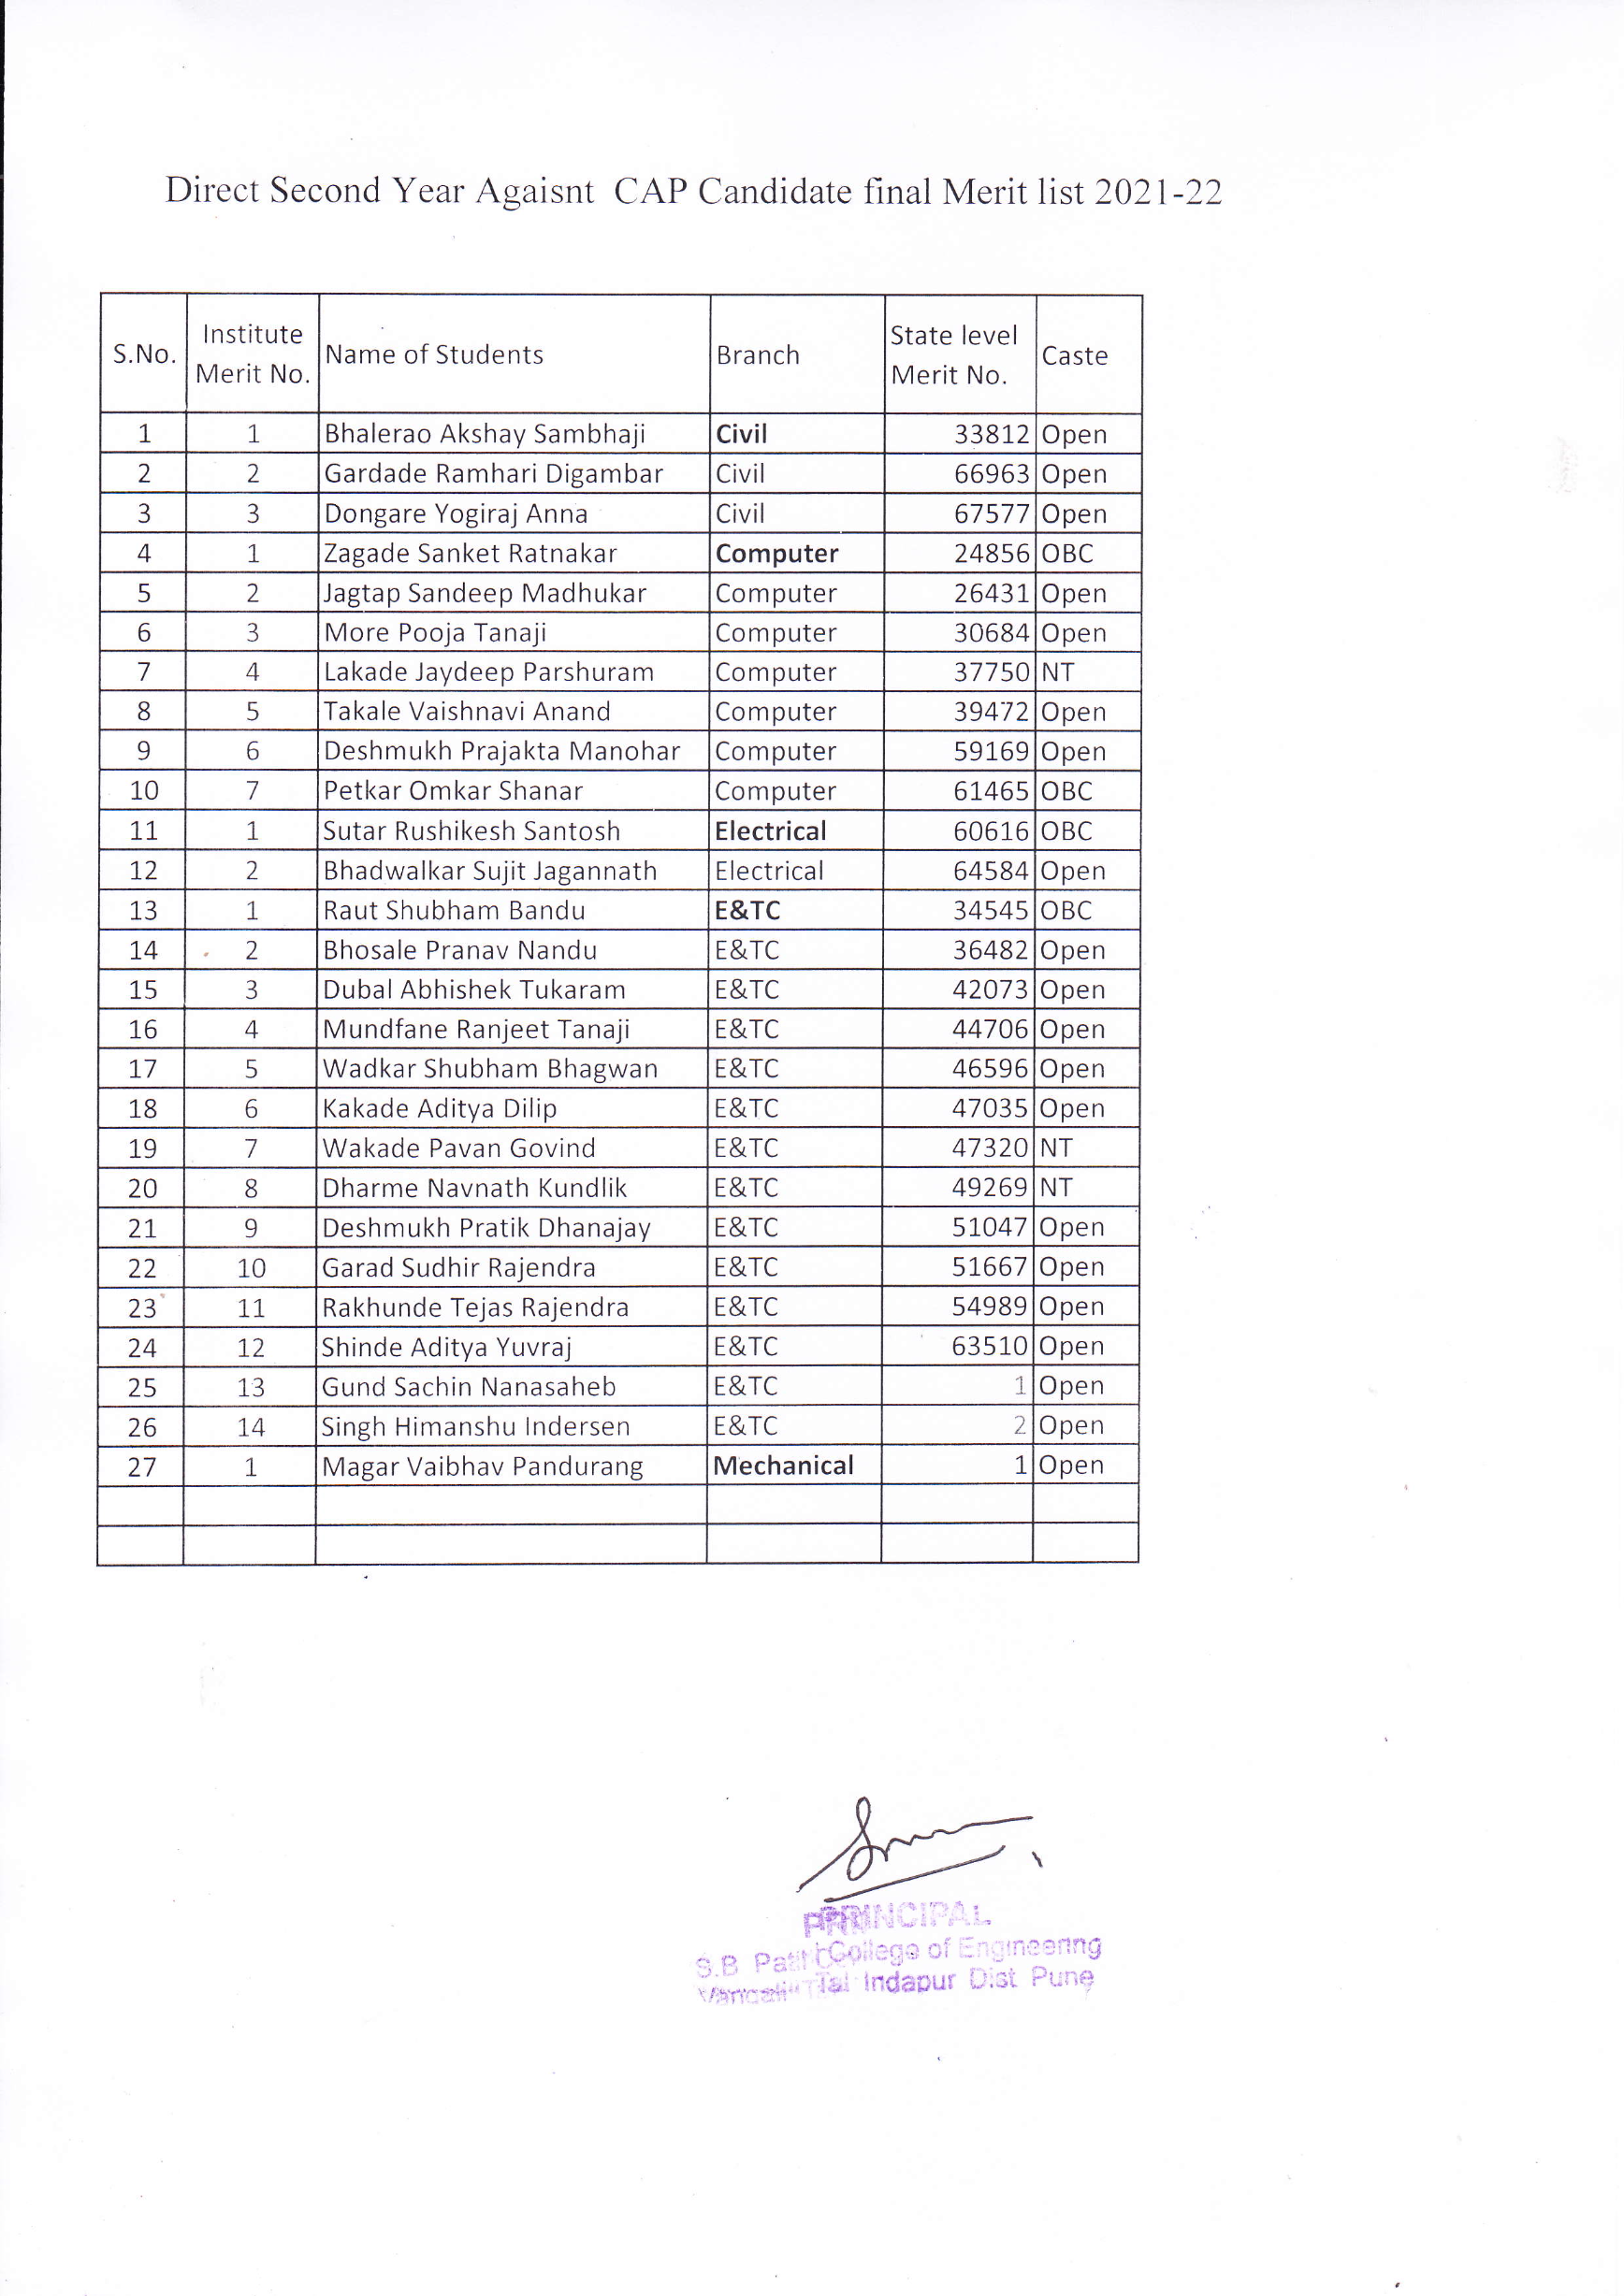 Direct Second Year Agaisnt CAP Candidate final Merit list 2021-22
S.No. Institute Merit No. Name of Students Branch State level Merit No. Caste
1 1 Bhalerao Akshay Sambhaji Civil 33812 Open
2 2 Gardade Ramhari Digambar Civil 66963 Open
3 3 Dongare Yogiraj Anna Civil 67577 Open
4 1 Zagade Sanket Ratnakar Computer 24856 OBC
5 2 Jagtap Sandeep Madhukar Computer 26431 Open
6 3 More Pooja Tanaji Computer 30684 Open
7 4 Lakade Jaydeep Parshuram Computer 37750 NT
8 5 Takale Vaishnavi Anand Computer 39472 Open
9 6 Deshmukh Prajakta Manohar Computer 59169 Open
10 7 Petkar Omkar Shanar Computer 61465 OBC
11 1 Sutar Rushikesh Santosh Electrical 60616 OBC
12 2 Bhadwalkar Sujit Jagannath Electrical 64584 Open
13 1 Raut Shubham Bandu E&TC 34545 OBC
14 2 Bhosale Pranav Nandu E&TC 36482 Open
15 3 Dubal Abhishek Tukaram E&TC 42073 Open
16 4 Mundfane Ranjeet Tanaji E&TC 44706 Open
17 5 Wadkar Shubham Bhagwan E&TC 46596 Open
18 6 Kakade Aditya Dilip E&TC 47035 Open
19 7 Wakade Pavan Govind E&TC 47320 NT
20 8 Dharme Navnath Kundlik E&TC 49269 NT
21 9 Deshmukh Pratik Dhanajay E&TC 51047 Open
22 10 Garad Sudhir Rajendra E&TC 51667 Open
23 11 Rakhunde Tejas Rajendra E&TC 54989 Open
24 12 Shinde Aditya Yuvraj E&TC 63510 Open
25 13 Gund Sachin Nanasaheb E&TC 1 Open
26 14 Singh Himanshu Indersen E&TC 2 Open
27 1 Magar Vaibhav Pandurang Mechanical 1 Open
PRINCIPAL
S.B Patil College of Engineering
Tal Indapur Dist Pune